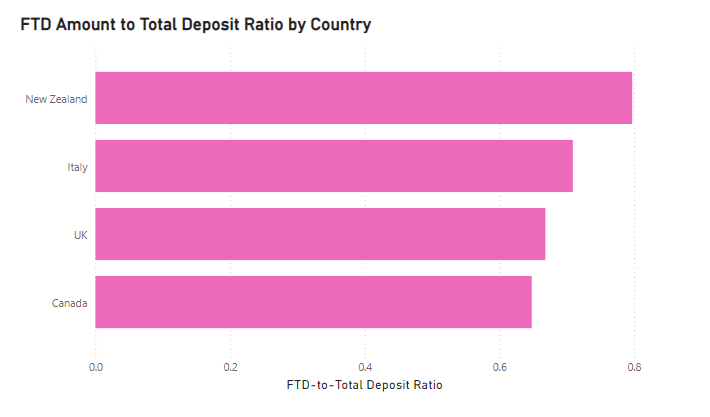 FTD Amount to Total Deposit Ratio by Country
New Zealand
Italy
UK
Canada
0.0 0.2 0.4 0.6 0.8
FTD-to-Total Deposit Ratio